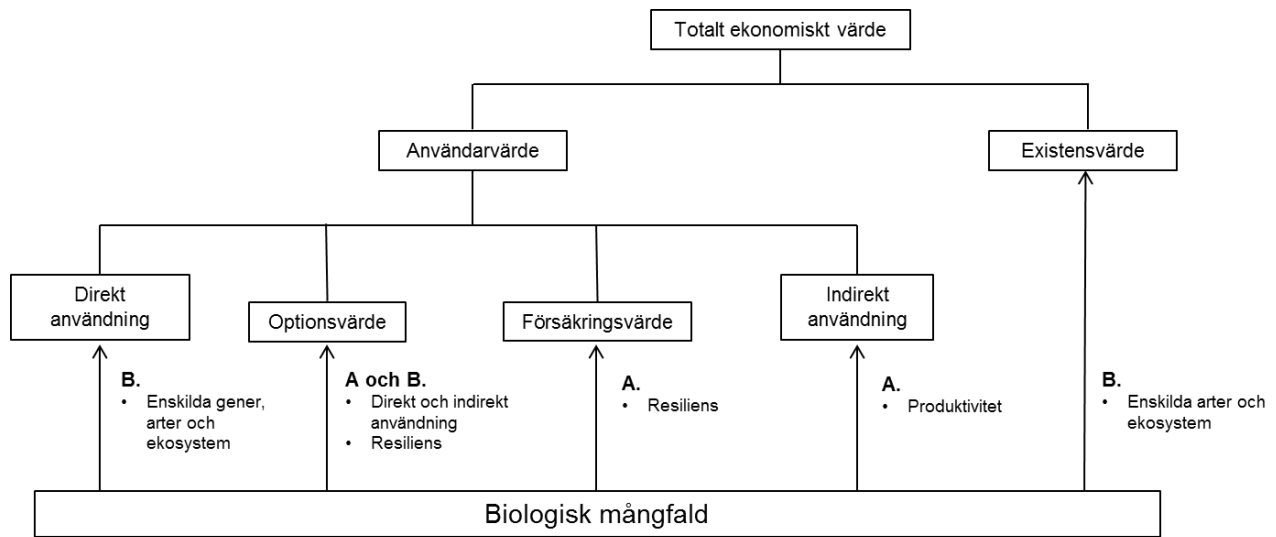 Totalt ekonomiskt värde
Användarvärde
Existensvärde
Direkt
användning
Optionsvärde
Försäkringsvärde
Indirekt
användning
B.
• Enskilda gener,
arter och
ekosystem
A och B.
• Direkt och indirekt
användning
• Resiliens
A.
• Resiliens
A.
• Produktivitet
B.
• Enskilda arter och
ekosystem
Biologisk mångfald